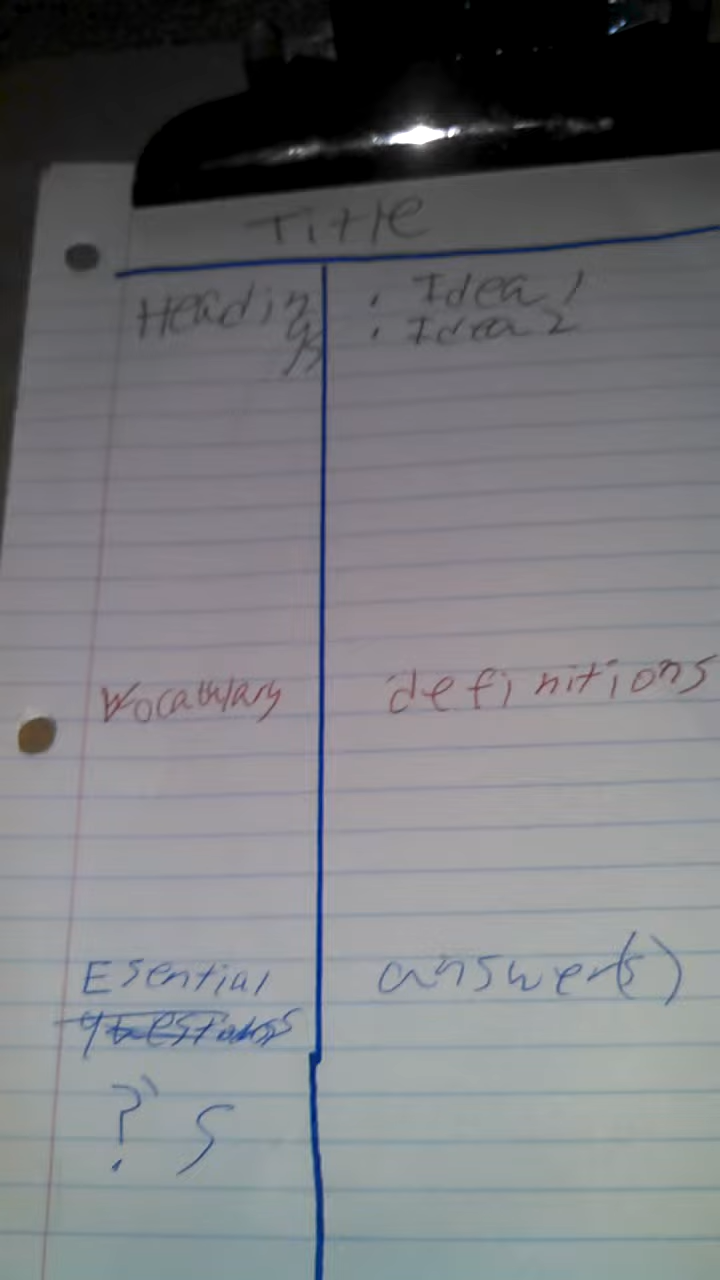 Title
Heading
s
• Idea 1
• Idea 2
Vocabulary definitions
Esential answer(s)
?'s